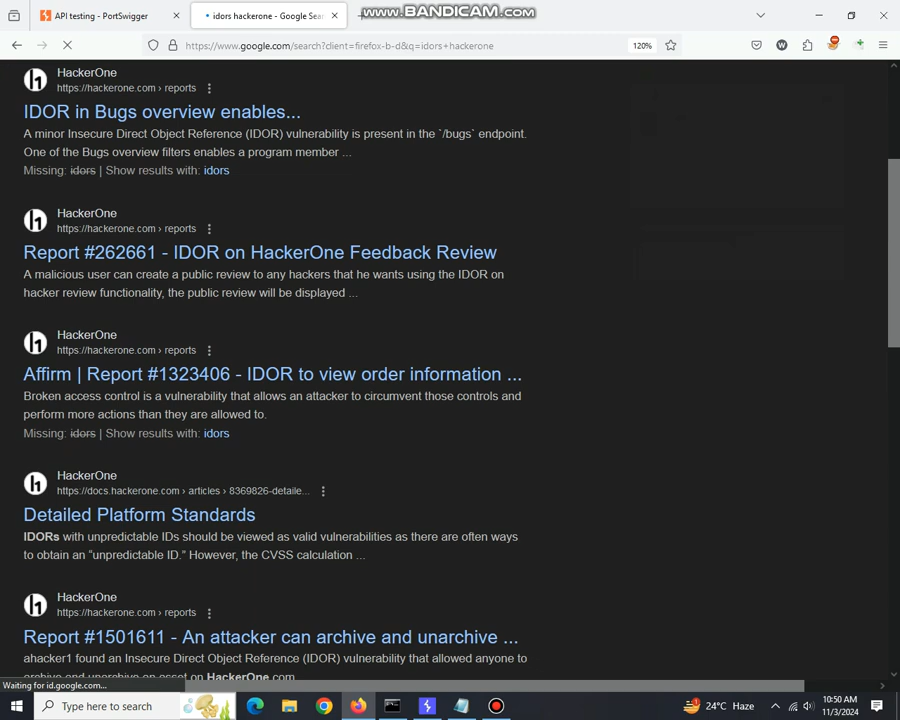 www.BANDICAM.com
API testing - PortSwigger
idors hackerone - Google Sea
https://www.google.com/search?client=firefox-b-d&q=idors+hackerone
120%
HackerOne
https://hackerone.com › reports
IDOR in Bugs overview enables...
A minor Insecure Direct Object Reference (IDOR) vulnerability is present in the `/bugs` endpoint.
One of the Bugs overview filters enables a program member ...
Missing: idors | Show results with: idors
HackerOne
https://hackerone.com › reports
Report #262661 - IDOR on HackerOne Feedback Review
A malicious user can create a public review to any hackers that he wants using the IDOR on
hacker review functionality, the public review will be displayed ...
HackerOne
https://hackerone.com › reports
Affirm | Report #1323406 - IDOR to view order information ...
Broken access control is a vulnerability that allows an attacker to circumvent those controls and
perform more actions than they are allowed to.
Missing: idors | Show results with: idors
HackerOne
https://docs.hackerone.com › articles › 8369826-detaile...
Detailed Platform Standards
IDORs with unpredictable IDs should be viewed as valid vulnerabilities as there are often ways
to obtain an “unpredictable ID.” However, the CVSS calculation ...
HackerOne
https://hackerone.com › reports
Report #1501611 - An attacker can archive and unarchive ...
ahacker1 found an Insecure Direct Object Reference (IDOR) vulnerability that allowed anyone to
archive and unarchive an asset on HackerOne.com
Waiting for id.google.com...
Type here to search
24°C Haze
10:50 AM
11/3/2024